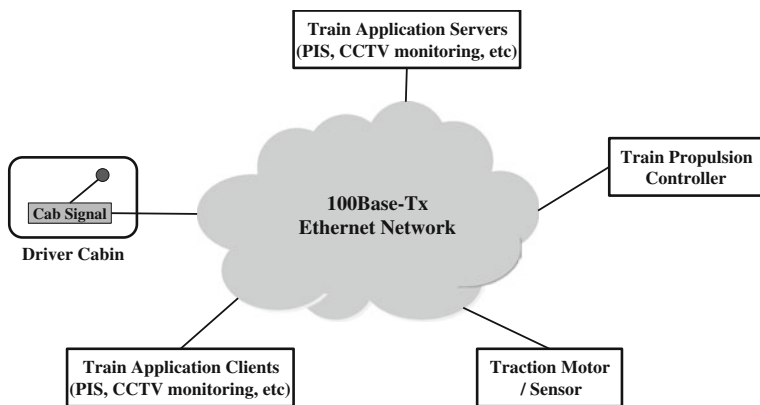 Train Application Servers
(PIS, CCTV monitoring, etc)
Train Propulsion
Controller
100Base-Tx
Ethernet Network
Cab Signal
Driver Cabin
Train Application Clients
(PIS, CCTV monitoring, etc)
Traction Motor
/ Sensor